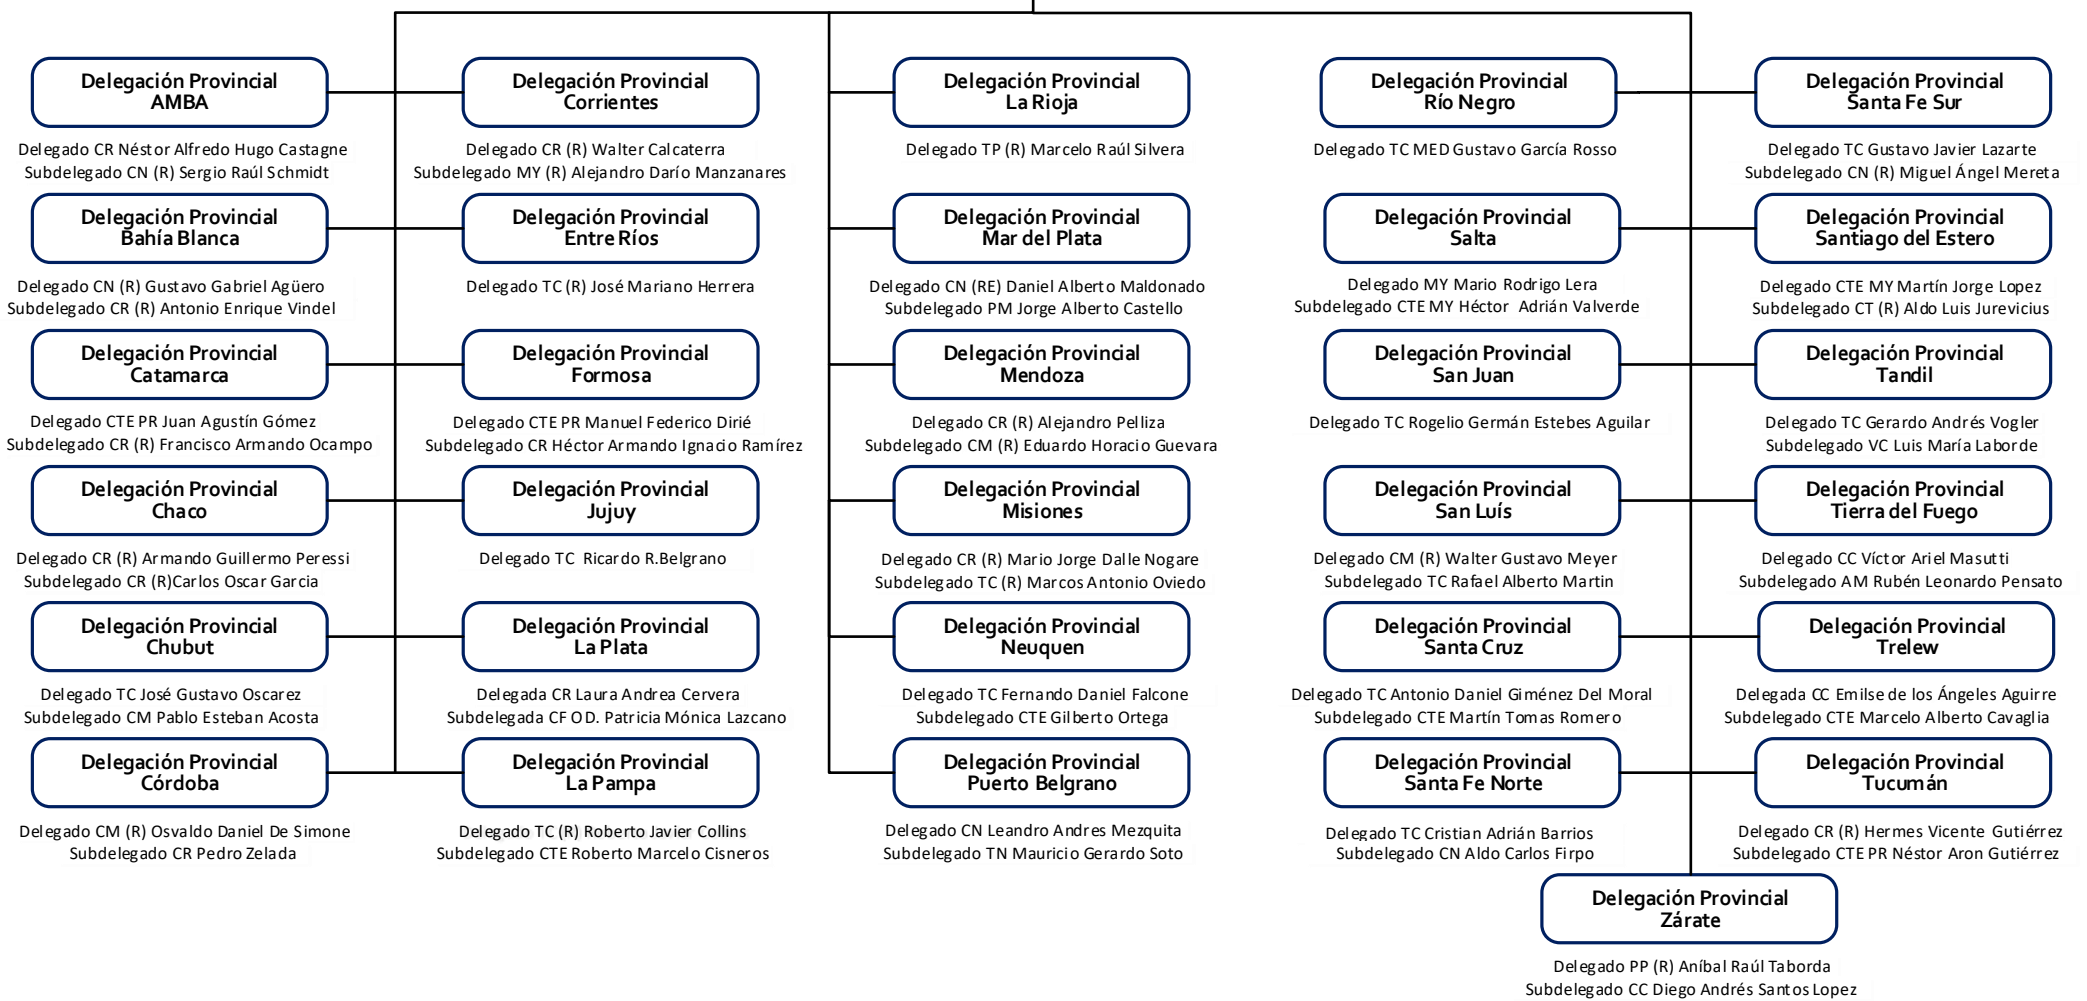 Delegación Provincial
AMBA
Delegado CR Néstor Alfredo Hugo Castagne
Subdelegado CN (R) Sergio Raúl Schmidt
Delegación Provincial
Bahía Blanca
Delegado CN (R) Gustavo Gabriel Agüero
Subdelegado CR (R) Antonio Enrique Vindel
Delegación Provincial
Catamarca
Delegado CTE PR Juan Agustín Gómez
Subdelegado CR (R) Francisco Armando Ocampo
Delegación Provincial
Chaco
Delegado CR (R) Armando Guillermo Peressi
Subdelegado CR (R)Carlos Oscar Garcia
Delegación Provincial
Chubut
Delegado TC José Gustavo Oscarez
Subdelegado CM Pablo Esteban Acosta
Delegación Provincial
Córdoba
Delegado CM (R) Osvaldo Daniel De Simone
Subdelegado CR Pedro Zelada
Delegación Provincial
Corrientes
Delegado CR (R) Walter Calcaterra
Subdelegado MY (R) Alejandro Darío Manzanares
Delegación Provincial
Entre Ríos
Delegado TC (R) José Mariano Herrera
Delegación Provincial
Formosa
Delegado CTE PR Manuel Federico Dirié
Subdelegado CR Héctor Armando Ignacio Ramírez
Delegación Provincial
Jujuy
Delegado TC Ricardo R.Belgrano
Delegación Provincial
La Plata
Delegada CR Laura Andrea Cervera
Subdelegada CF OD. Patricia Mónica Lazcano
Delegación Provincial
La Pampa
Delegado TC (R) Roberto Javier Collins
Subdelegado CTE Roberto Marcelo Cisneros
Delegación Provincial
La Rioja
Delegado TP (R) Marcelo Raúl Silvera
Delegación Provincial
Mar del Plata
Delegado CN (RE) Daniel Alberto Maldonado
Subdelegado PM Jorge Alberto Castello
Delegación Provincial
Mendoza
Delegado CR (R) Alejandro Pelliza
Subdelegado CM (R) Eduardo Horacio Guevara
Delegación Provincial
Misiones
Delegado CR (R) Mario Jorge Dalle Nogare
Subdelegado TC (R) Marcos Antonio Oviedo
Delegación Provincial
Neuquen
Delegado TC Fernando Daniel Falcone
Subdelegado CTE Gilberto Ortega
Delegación Provincial
Puerto Belgrano
Delegado CN Leandro Andres Mezquita
Subdelegado TN Mauricio Gerardo Soto
Delegación Provincial
Río Negro
Delegado TC MED Gustavo García Rosso
Delegación Provincial
Salta
Delegado MY Mario Rodrigo Lera
Subdelegado CTE MY Héctor Adrián Valverde
Delegación Provincial
San Juan
Delegado TC Rogelio Germán Estebes Aguilar
Delegación Provincial
San Luís
Delegado CM (R) Walter Gustavo Meyer
Subdelegado TC Rafael Alberto Martin
Delegación Provincial
Santa Cruz
Delegado TC Antonio Daniel Giménez Del Moral
Subdelegado CTE Martín Tomas Romero
Delegación Provincial
Santa Fe Norte
Delegado TC Cristian Adrián Barrios
Subdelegado CN Aldo Carlos Firpo
Delegación Provincial
Santa Fe Sur
Delegado TC Gustavo Javier Lazarte
Subdelegado CN (R) Miguel Ángel Mereta
Delegación Provincial
Santiago del Estero
Delegado CTE MY Martín Jorge Lopez
Subdelegado CT (R) Aldo Luis Jurevicius
Delegación Provincial
Tandil
Delegado TC Gerardo Andrés Vogler
Subdelegado VC Luis María Laborde
Delegación Provincial
Tierra del Fuego
Delegado CC Víctor Ariel Masutti
Subdelegado AM Rubén Leonardo Pensato
Delegación Provincial
Trelew
Delegada CC Emilse de los Ángeles Aguirre
Subdelegado CTE Marcelo Alberto Cavaglia
Delegación Provincial
Tucumán
Delegado CR (R) Hermes Vicente Gutiérrez
Subdelegado CTE PR Néstor Aron Gutiérrez
Delegación Provincial
Zárate
Delegado PP (R) Aníbal Raúl Taborda
Subdelegado CC Diego Andrés Santos Lopez